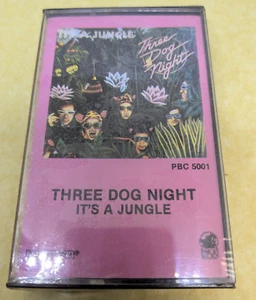 IT'S A JUNGLE
Three
Dog
Night
PBC 5001
THREE DOG NIGHT
IT'S A JUNGLE